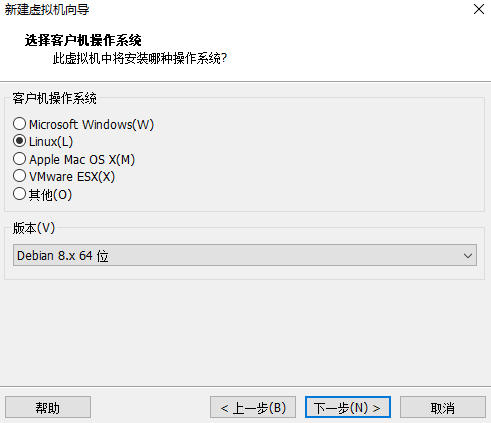 新建虚拟机向导
选择客户机操作系统
此虚拟机中将安装哪种操作系统?
客户机操作系统
Microsoft Windows(W)
Linux(L)
Apple Mac OS X(M)
VMware ESX(X)
其他(O)
版本(V)
Debian 8.x 64 位
帮助
< 上一步(B)
下一步(N) >
取消